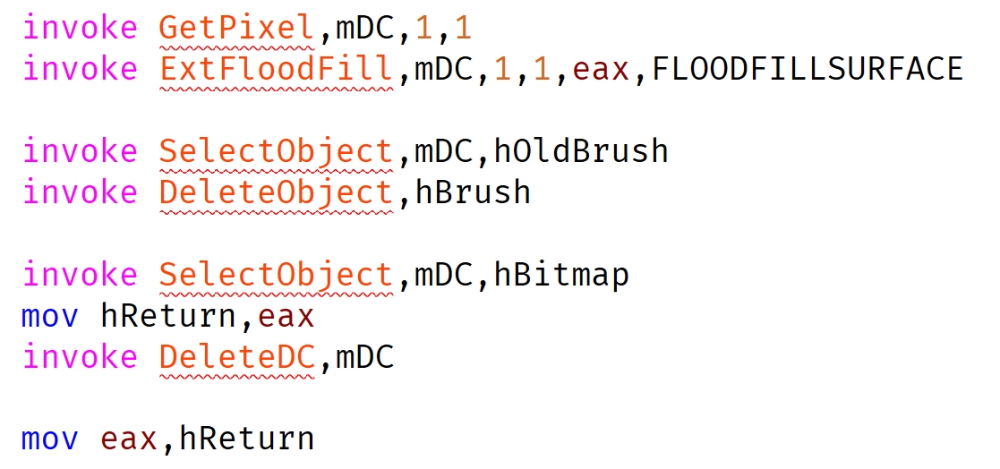 invoke GetPixel,mDC,1,1
invoke ExtFloodFill,mDC,1,1,eax,FLOODFILLSURFACE
invoke SelectObject,mDC,hOldBrush
invoke DeleteObject,hBrush
invoke SelectObject,mDC,hBitmap
mov hReturn,eax
invoke DeleteDC,mDC
mov eax,hReturn